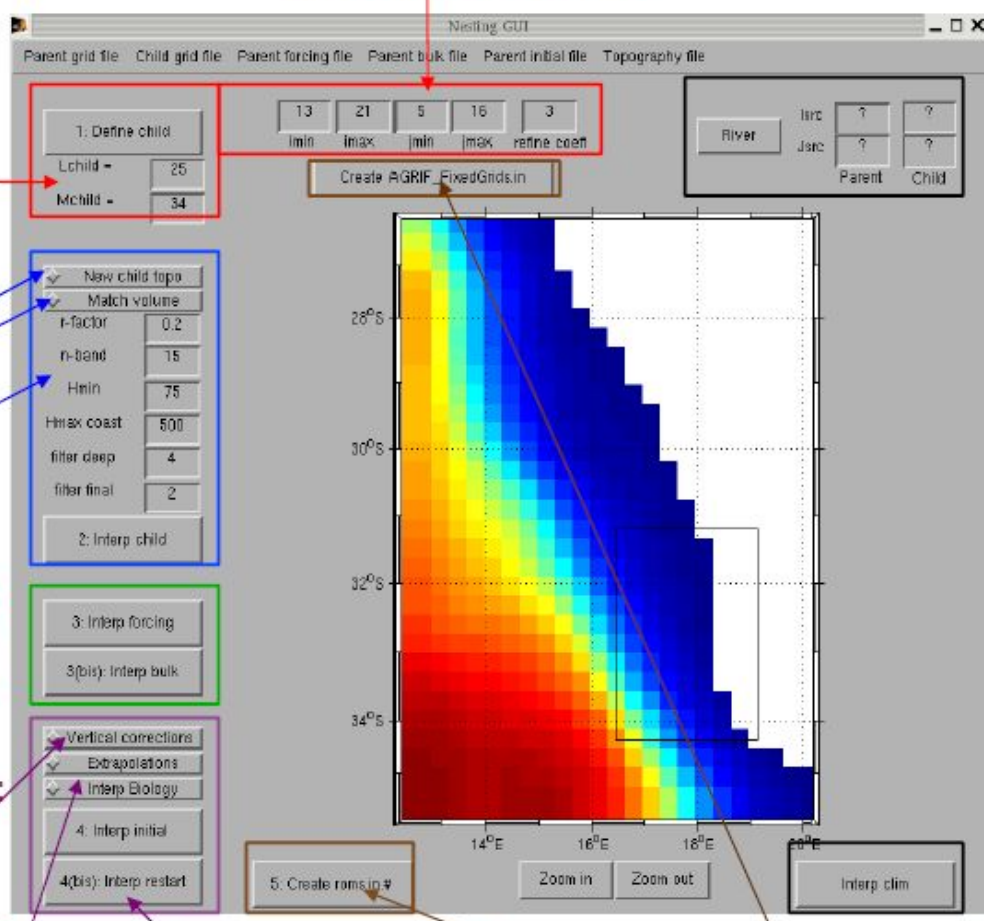 Nesting GUI
Parent grid file Child grid file Parent forcing file Parent bulk file Parent initial file Topography file
1: Define child
Lchild = 25
Mchild = 34
13 21 5 16 3
imin imax jmin jmax refine coeff
Create AGRIF_FixedGrids.in
River
Isrc ? ?
Jsrc ? ?
Parent Child
New child topo
Match volume
r-factor 0.2
n-band 15
Hmin 75
Hmax coast 500
filter deep 4
filter final 2
2: Interp child
3: Interp forcing
3(bis): Interp bulk
Vertical corrections
Extrapolations
Interp Biology
4: Interp initial
4(bis): Interp restart
28°S
30°S
32°S
34°S
14°E 16°E 18°E 20°E
5: Create roms.in.#
Zoom in
Zoom out
Interp clim